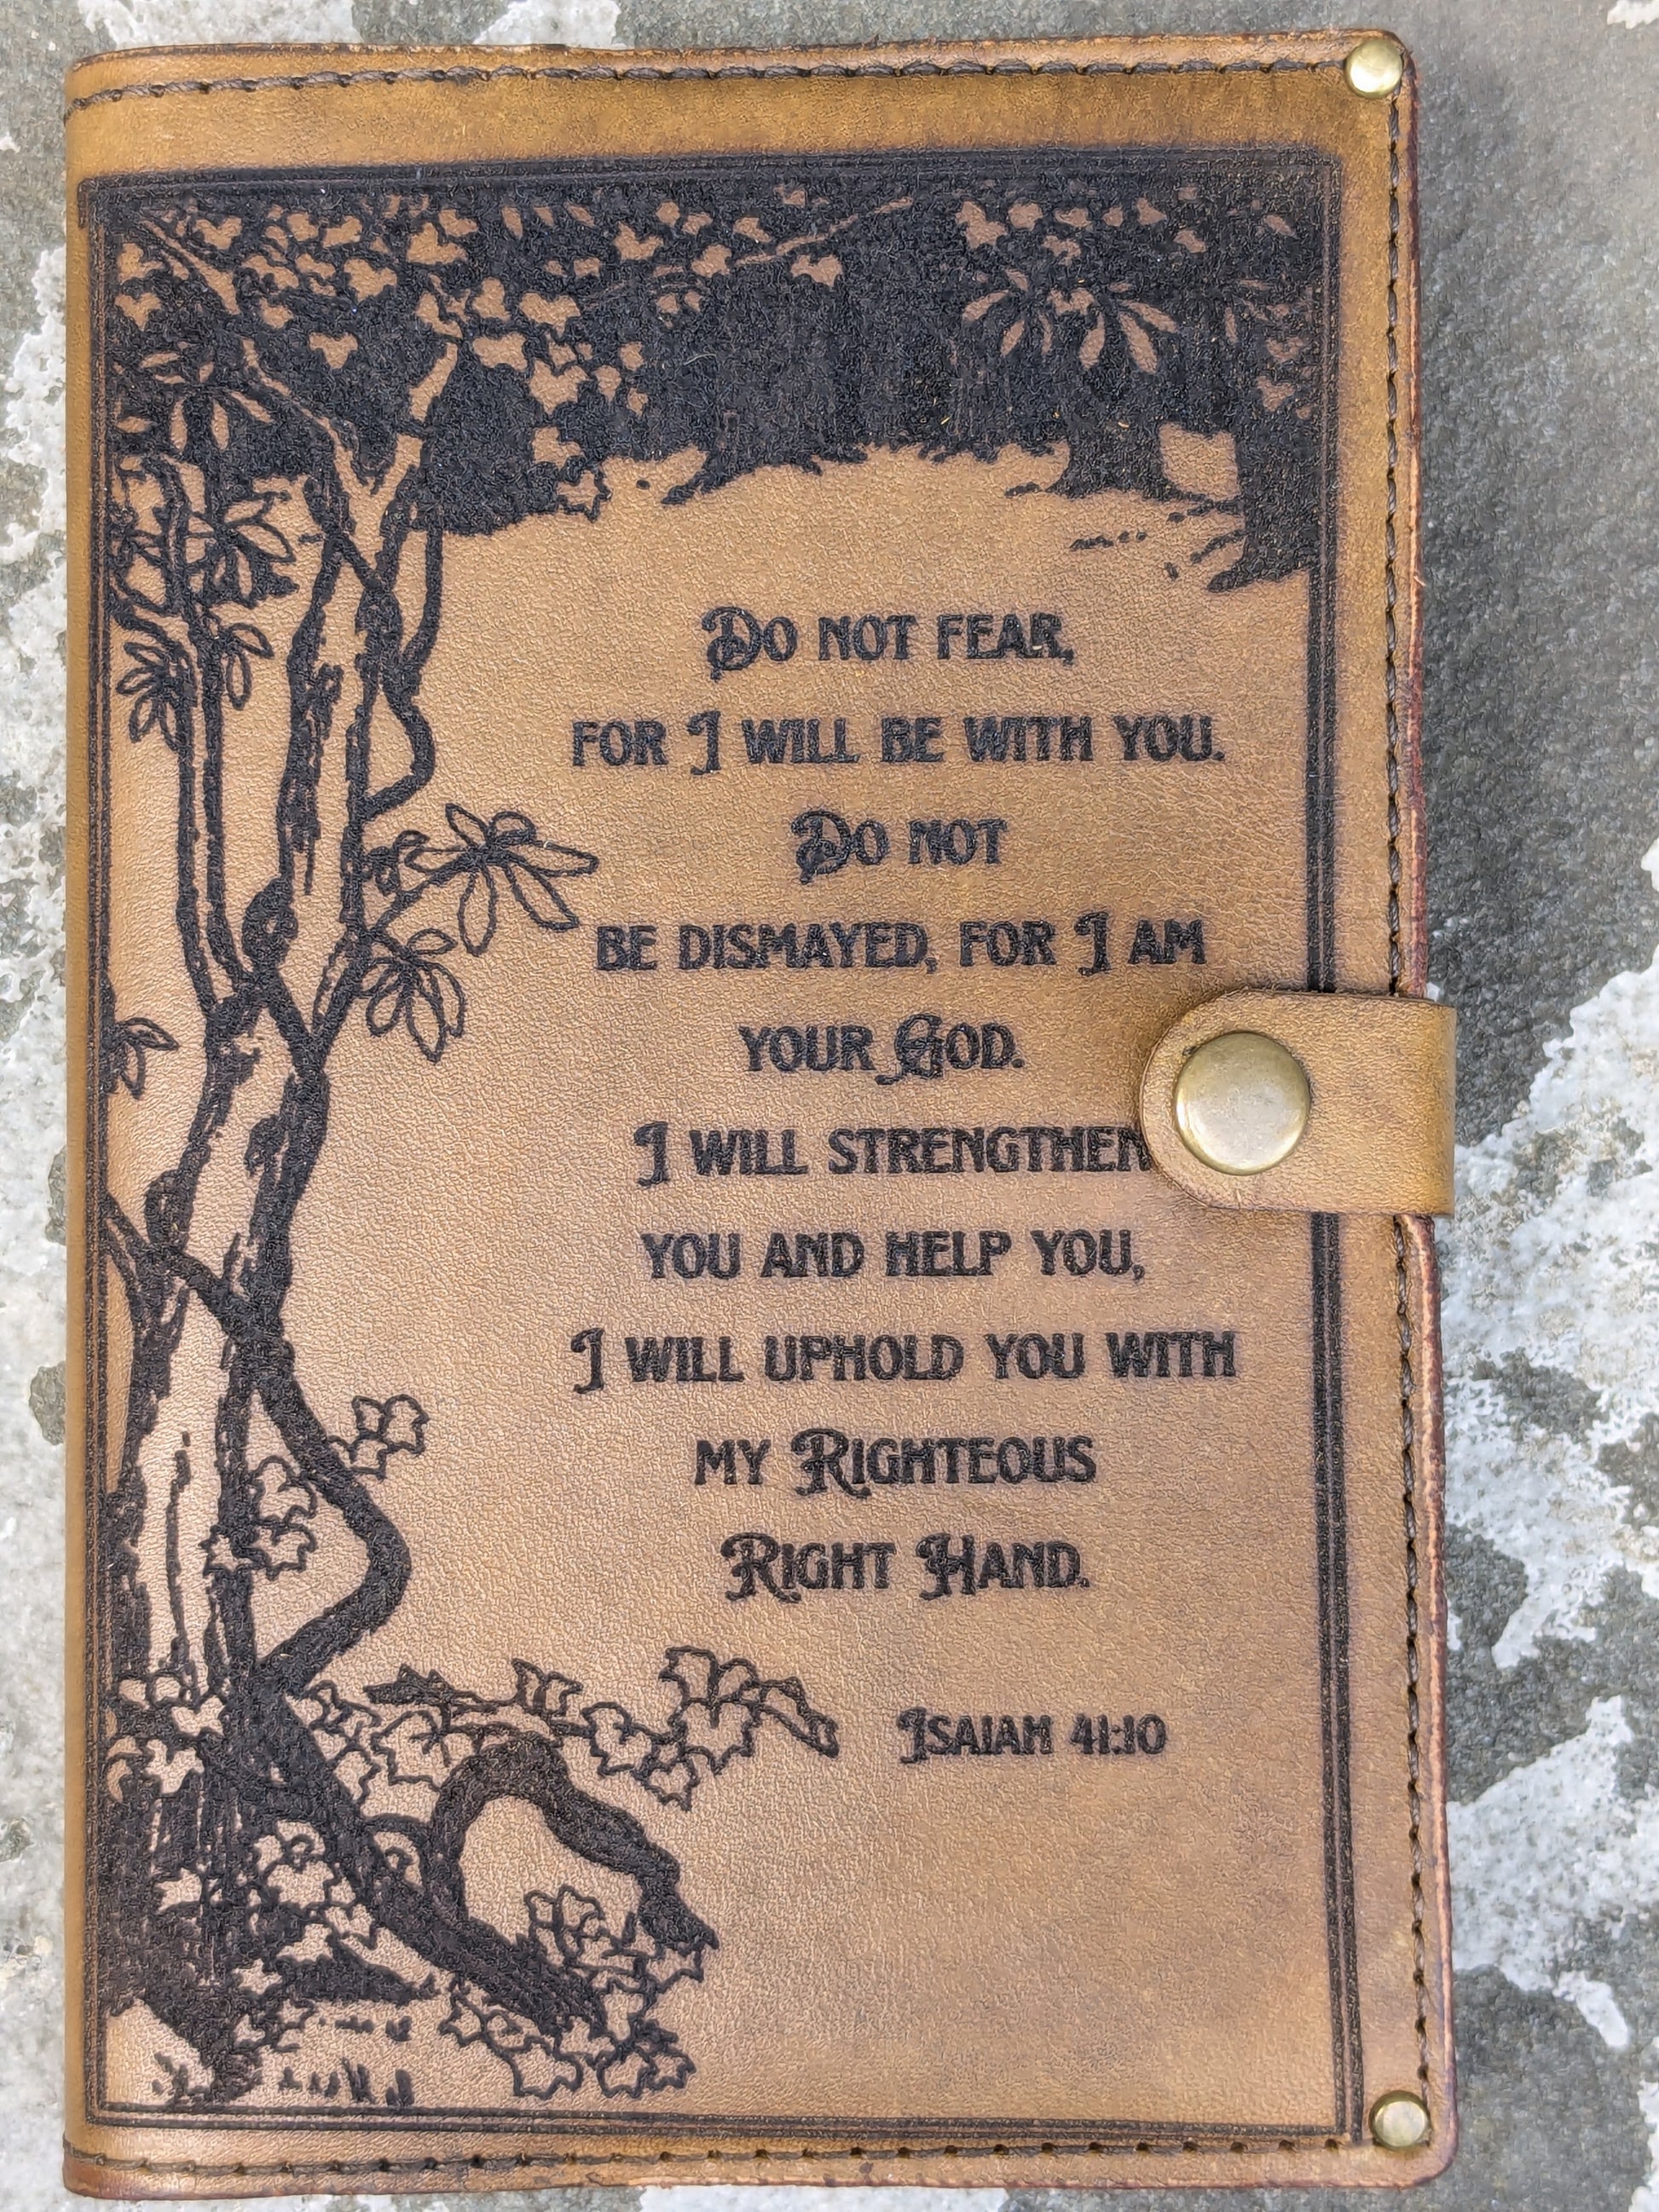 Do not fear,
for I will be with you.
Do not
be dismayed, for I am
your God.
I will strengthen
you and help you,
I will uphold you with
my Righteous
Right Hand.
Isaiah 41:10